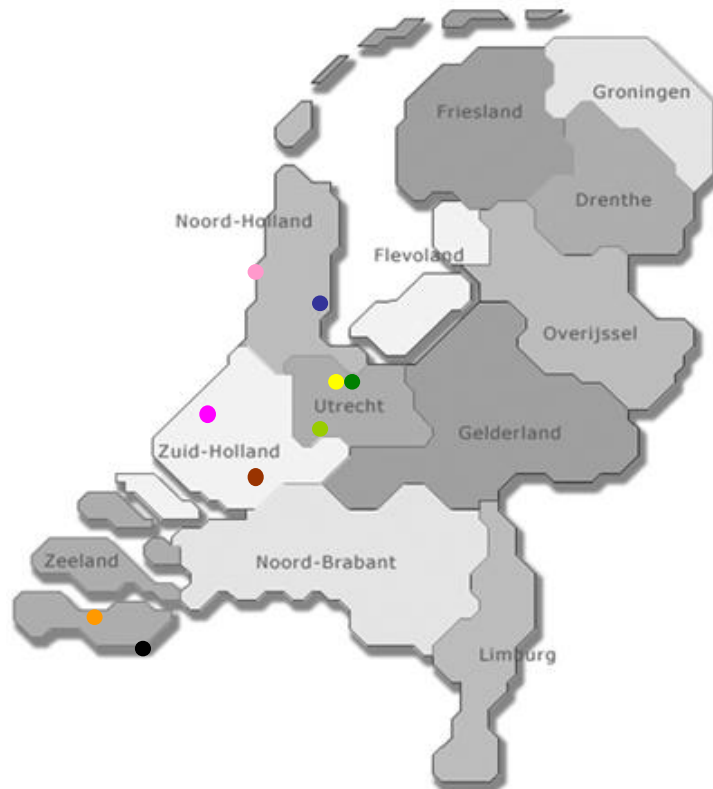 Groningen
Friesland
Drenthe
Noord-Holland
Flevoland
Overijssel
Utrecht
Gelderland
Zuid-Holland
Zeeland
Noord-Brabant
Limburg